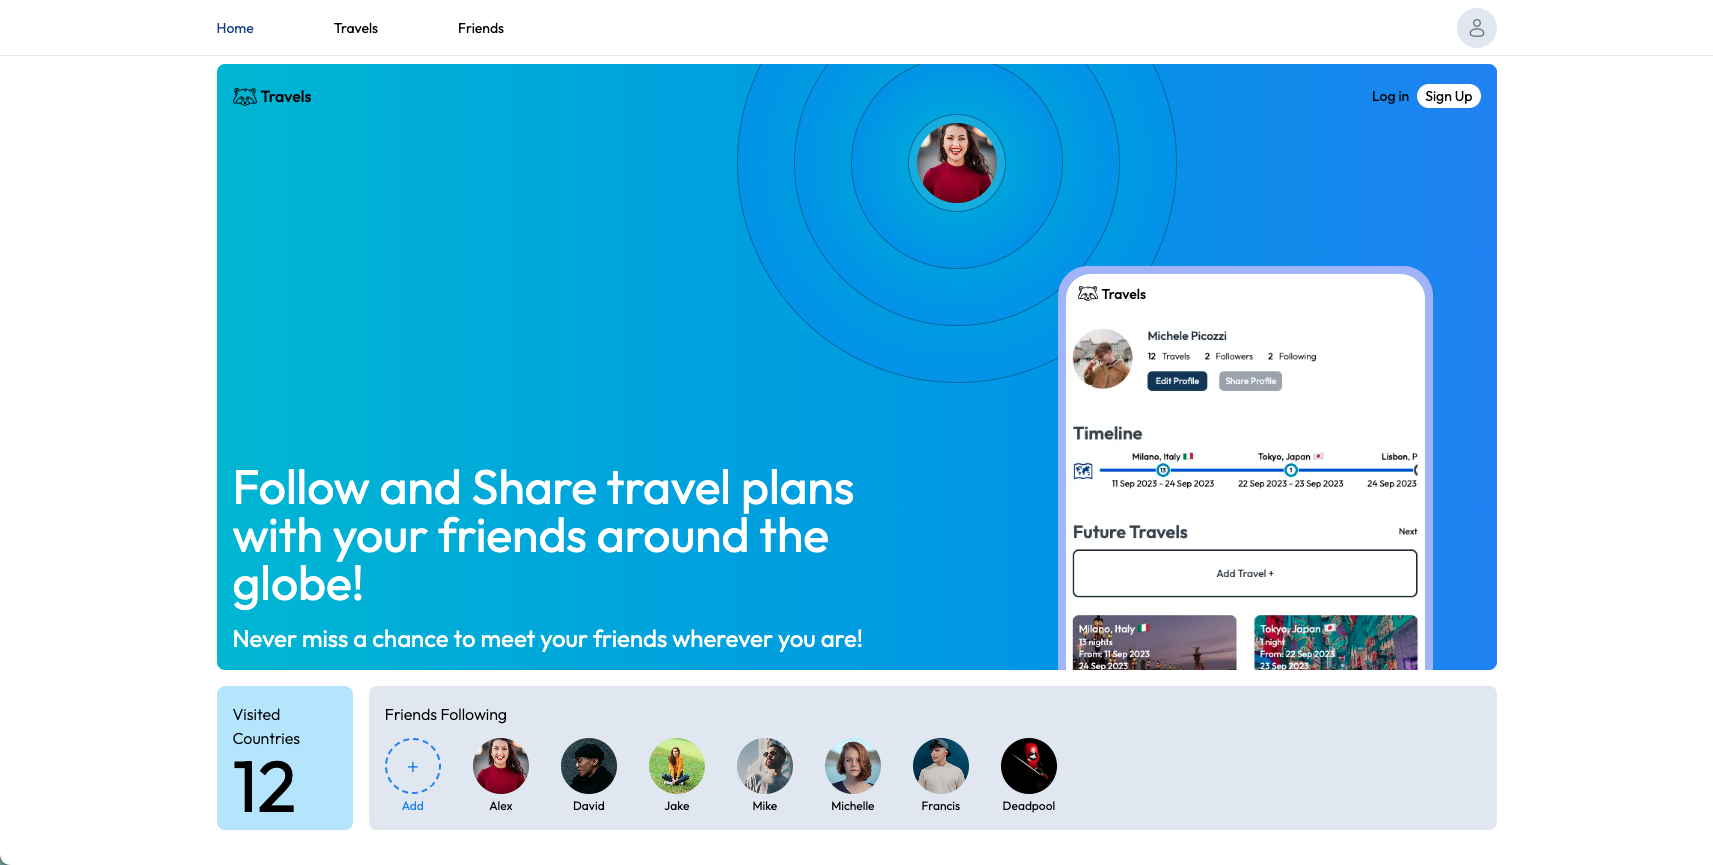 Home Travels Friends
Travels
Log in Sign Up
Travels
Michele Picozzi
12 Travels 2 Followers 2 Following
Edit Profile Share Profile
Timeline
Milano, Italy Tokyo, Japan Lisbon, P
13 1
11 Sep 2023 - 24 Sep 2023 22 Sep 2023 - 23 Sep 2023 24 Sep 2023
Future Travels Next
Add Travel +
Milano, Italy
13 nights
From: 11 Sep 2023
24 Sep 2023
Tokyo, Japan
1 night
From: 22 Sep 2023
23 Sep 2023
Follow and Share travel plans
with your friends around the
globe!
Never miss a chance to meet your friends wherever you are!
Visited
Countries
12
Friends Following
+
Add Alex David Jake Mike Michelle Francis Deadpool